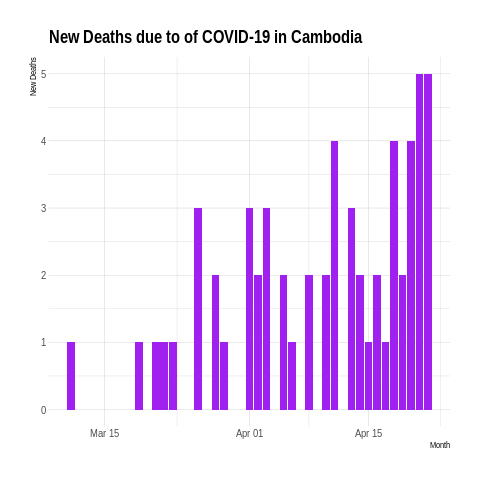 New Deaths due to of COVID-19 in Cambodia
New Deaths
5
4
3
2
1
0
Mar 15
Apr 01
Apr 15
Month